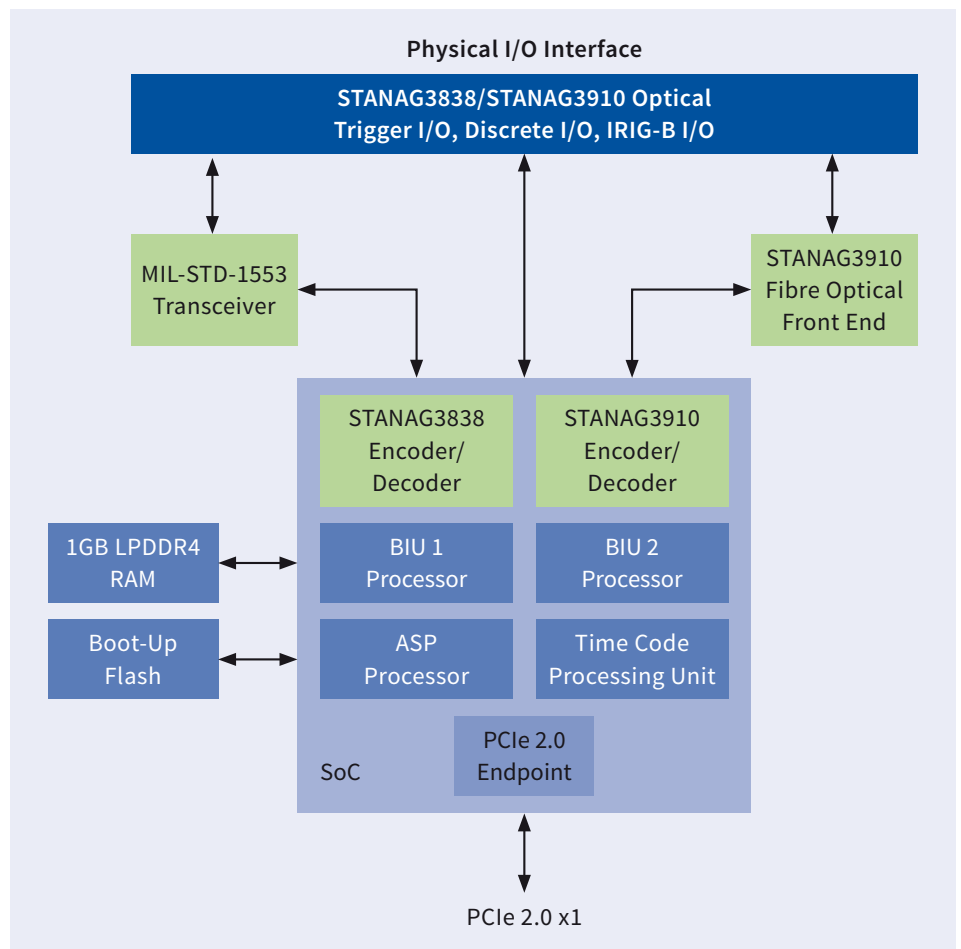 Physical I/O Interface
STANAG3838/STANAG3910 Optical
Trigger I/O, Discrete I/O, IRIG-B I/O
MIL-STD-1553
Transceiver
STANAG3910
Fibre Optical
Front End
STANAG3838
Encoder/
Decoder
STANAG3910
Encoder/
Decoder
1GB LPDDR4
RAM
BIU 1
Processor
BIU 2
Processor
Boot-Up
Flash
ASP
Processor
Time Code
Processing Unit
PCIe 2.0
Endpoint
SoC
PCIe 2.0 x1